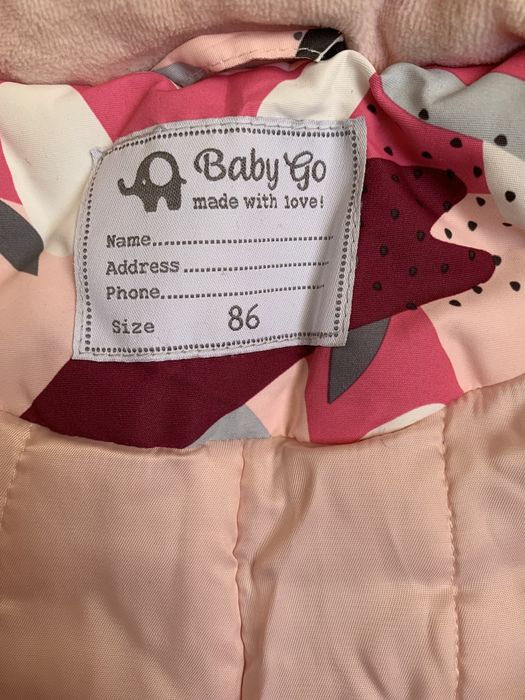 Baby Go
made with love!
Name..............................
Address..........................
Phone..............................
Size 86